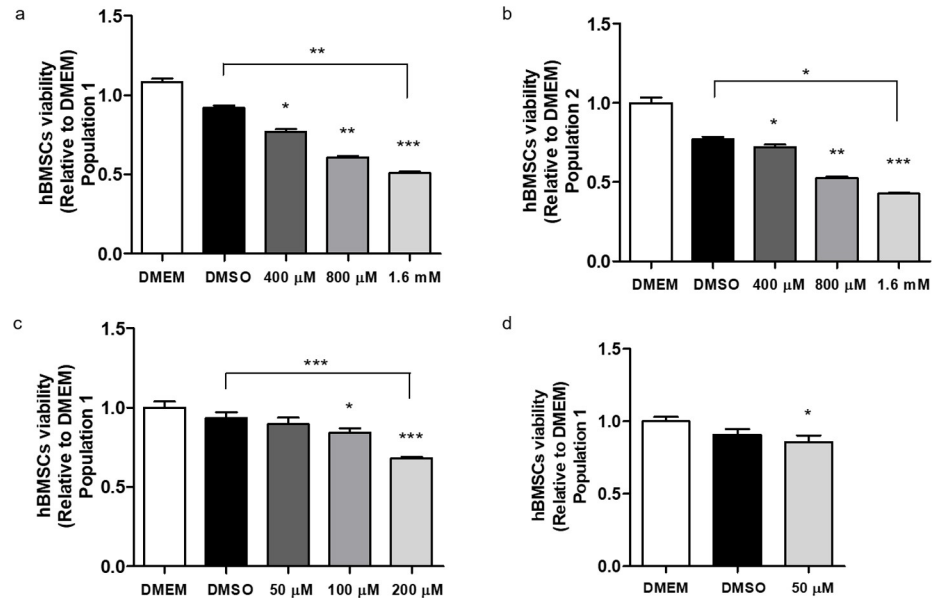 a
hBMSCs viability
(Relative to DMEM)
Population 1
1.5
1.0
0.5
0.0
**
*
**
***
DMEM DMSO 400 μM 800 μM 1.6 mM
b
hBMSCs viability
(Relative to DMEM)
Population 2
1.5
1.0
0.5
0.0
*
*
**
***
DMEM DMSO 400 μM 800 μM 1.6 mM
c
hBMSCs viability
(Relative to DMEM)
Population 1
1.5
1.0
0.5
0.0
***
*
***
DMEM DMSO 50 μM 100 μM 200 μM
d
hBMSCs viability
(Relative to DMEM)
Population 1
1.5
1.0
0.5
0.0
*
DMEM DMSO 50 μM